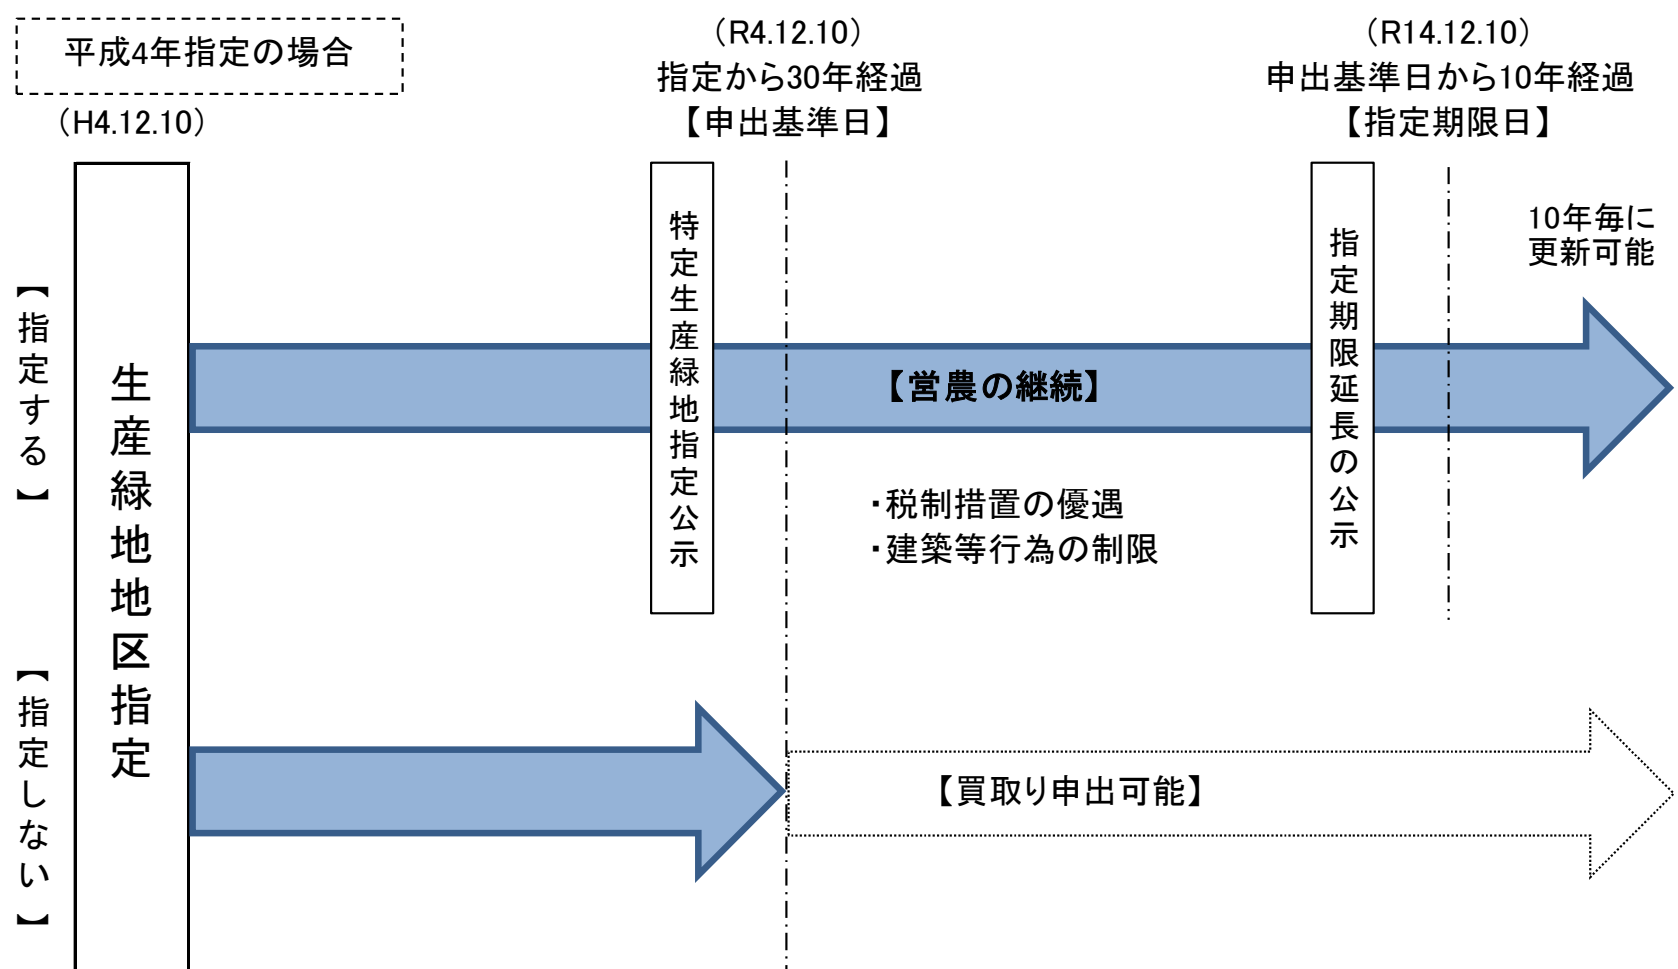 平成4年指定の場合
（H4.12.10）
（R4.12.10）
指定から30年経過
【申出基準日】
（R14.12.10）
申出基準日から10年経過
【指定期限日】
【指定する】
【指定しない】
生産緑地地区指定
特定生産緑地指定公示
【営農の継続】
・税制措置の優遇
・建築等行為の制限
指定期限延長の公示
10年毎に
更新可能
【買取り申出可能】